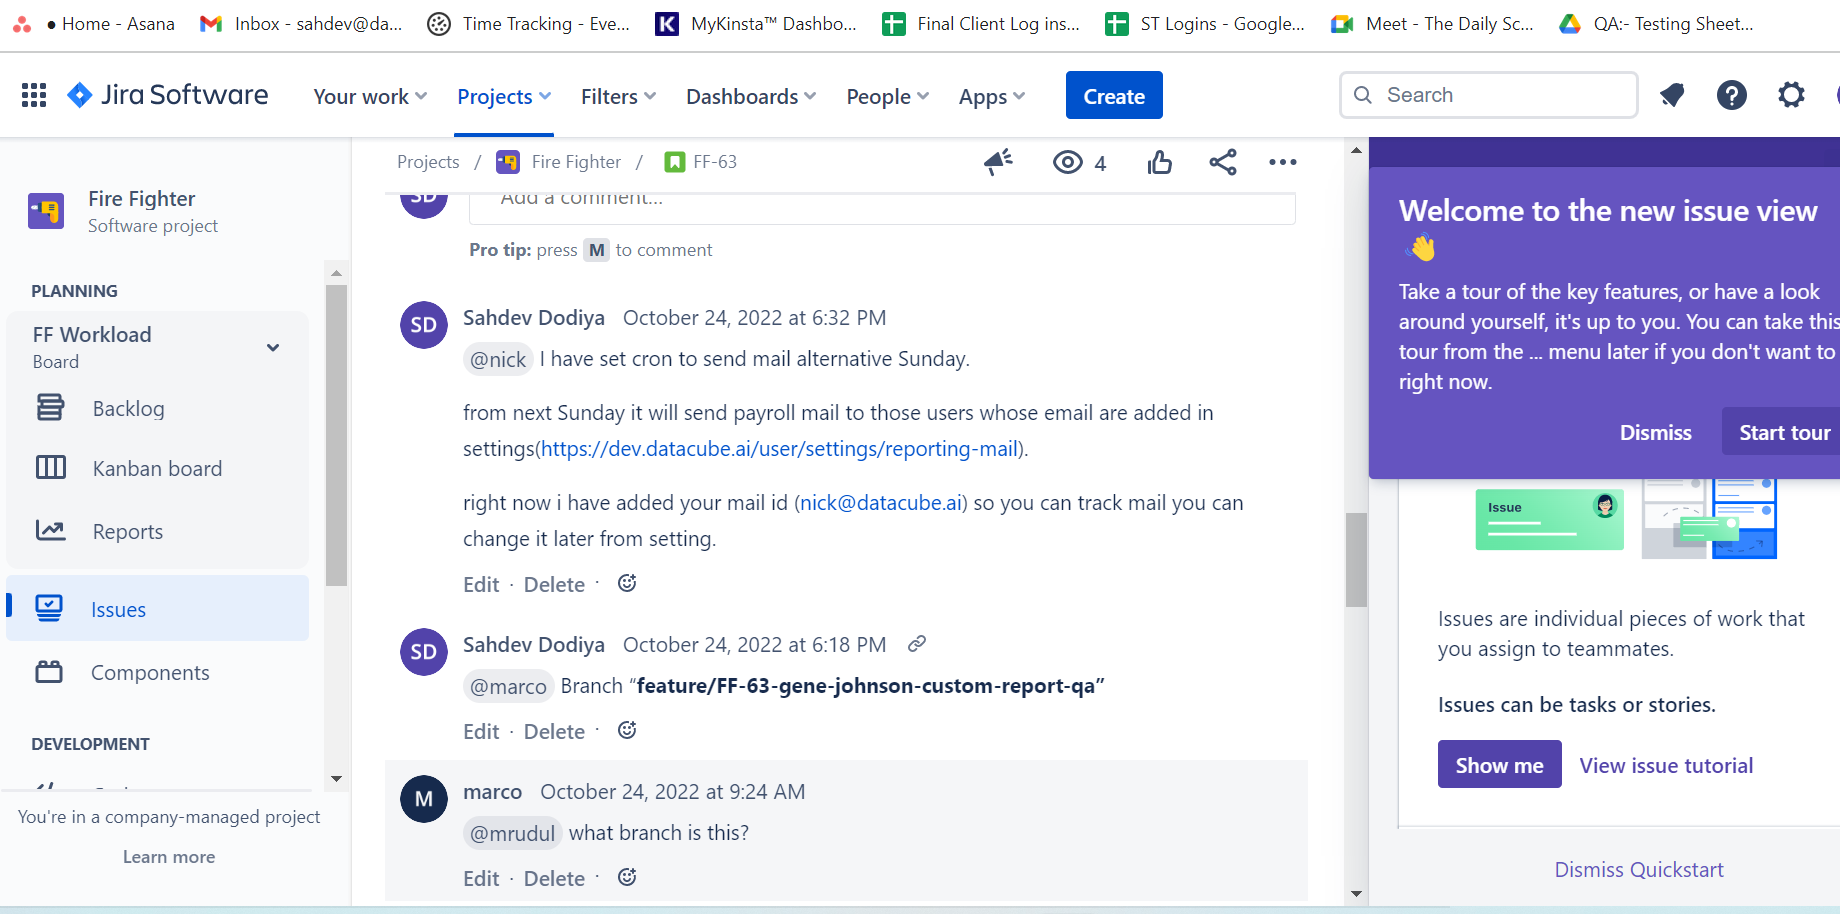 ● Home - Asana
Inbox - sahdev@da...
Time Tracking - Eve...
K
MyKinsta™ Dashbo...
Final Client Log ins...
ST Logins - Google...
Meet - The Daily Sc...
QA:- Testing Sheet...
Jira Software
Your work
Projects
Filters
Dashboards
People
Apps
Create
Search
Fire Fighter
Software project
PLANNING
FF Workload
Board
Backlog
Kanban board
Reports
Issues
Components
DEVELOPMENT
You're in a company-managed project
Learn more
Projects / Fire Fighter / FF-63
4
SD
Add a comment...
Pro tip: press M to comment
SD
Sahdev Dodiya October 24, 2022 at 6:32 PM
@nick I have set cron to send mail alternative Sunday.
from next Sunday it will send payroll mail to those users whose email are added in
settings(https://dev.datacube.ai/user/settings/reporting-mail).
right now i have added your mail id (nick@datacube.ai) so you can track mail you can
change it later from setting.
Edit · Delete ·
SD
Sahdev Dodiya October 24, 2022 at 6:18 PM
@marco Branch “feature/FF-63-gene-johnson-custom-report-qa”
Edit · Delete ·
M
marco October 24, 2022 at 9:24 AM
@mrudul what branch is this?
Edit · Delete ·
Welcome to the new issue view
Take a tour of the key features, or have a look
around yourself, it's up to you. You can take this
tour from the ... menu later if you don't want to
right now.
Dismiss
Start tour
Issue
Issues are individual pieces of work that
you assign to teammates.
Issues can be tasks or stories.
Show me
View issue tutorial
Dismiss Quickstart